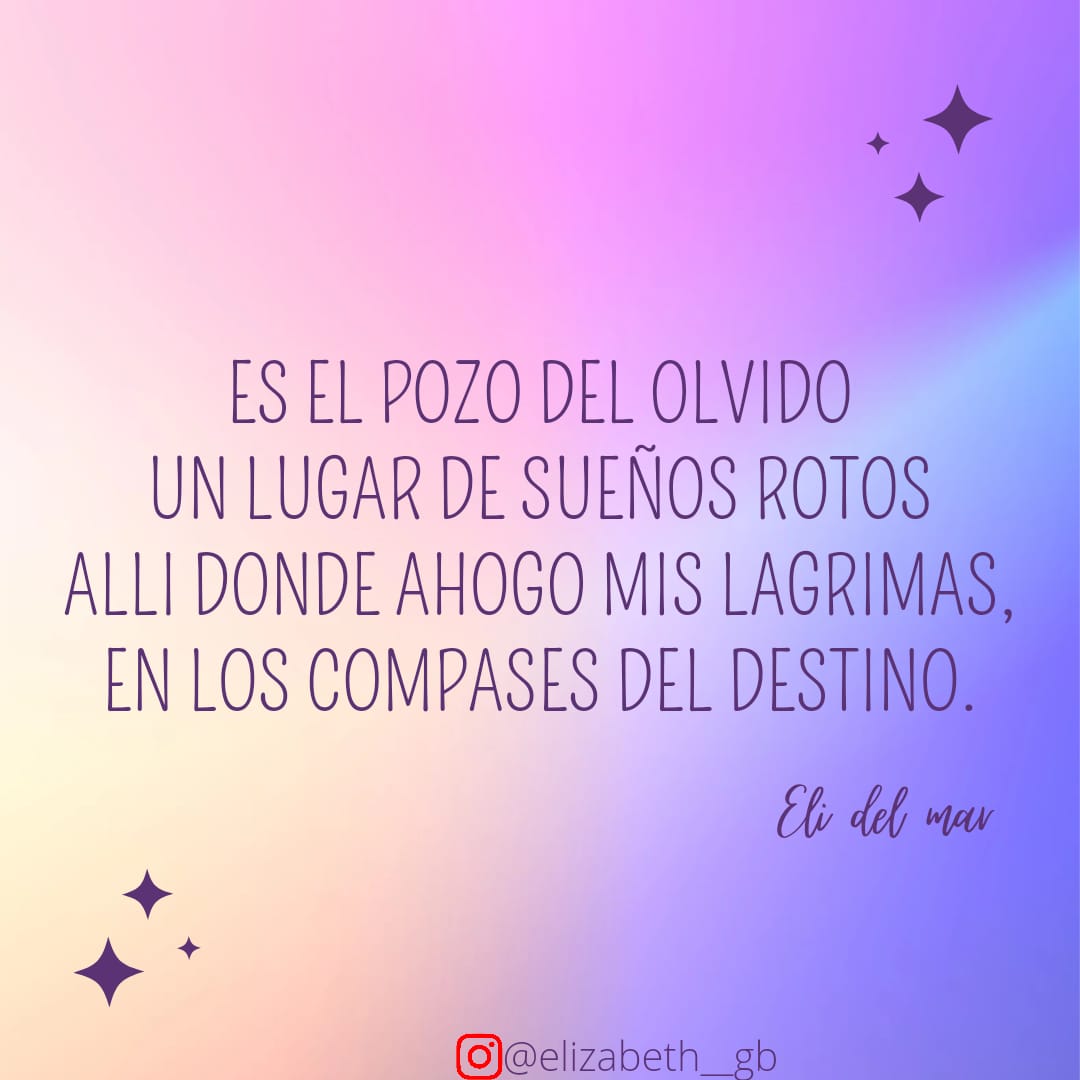 ES EL POZO DEL OLVIDO
UN LUGAR DE SUEÑOS ROTOS
ALLI DONDE AHOGO MIS LAGRIMAS,
EN LOS COMPASES DEL DESTINO.
Eli del mar
@elizabeth__gb